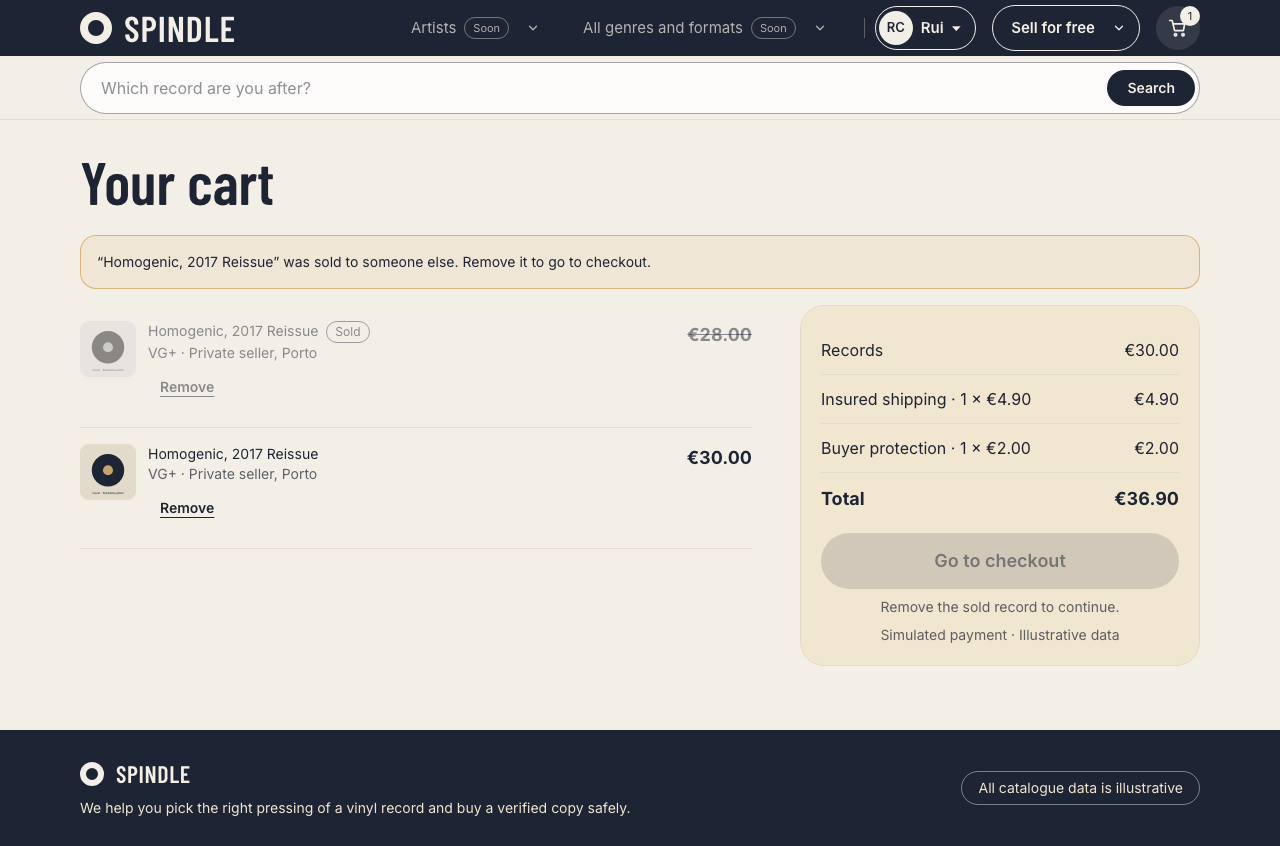 SPINDLE
Artists Soon
All genres and formats Soon
RC Rui
Sell for free
1
Which record are you after?
Search
Your cart
“Homogenic, 2017 Reissue” was sold to someone else. Remove it to go to checkout.
Homogenic, 2017 Reissue Sold
€28.00
VG+ · Private seller, Porto
Remove
Homogenic, 2017 Reissue
€30.00
VG+ · Private seller, Porto
Remove
Records €30.00
Insured shipping · 1 × €4.90 €4.90
Buyer protection · 1 × €2.00 €2.00
Total €36.90
Go to checkout
Remove the sold record to continue.
Simulated payment · Illustrative data
SPINDLE
We help you pick the right pressing of a vinyl record and buy a verified copy safely.
All catalogue data is illustrative